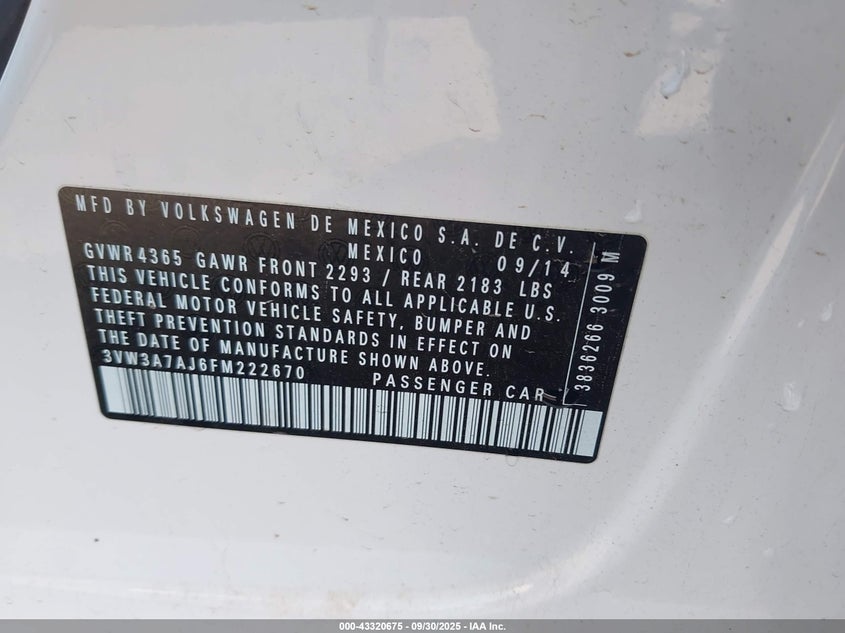 MFD BY VOLKSWAGEN DE MEXICO S.A. DE C.V.
MEXICO 09/14
GVWR 4365 GAWR FRONT 2293 / REAR 2183 LBS
THIS VEHICLE CONFORMS TO ALL APPLICABLE U.S.
FEDERAL MOTOR VEHICLE SAFETY, BUMPER AND
THEFT PREVENTION STANDARDS IN EFFECT ON
THE DATE OF MANUFACTURE SHOWN ABOVE.
3VW3A7AJ6FM222670 PASSENGER CAR
3836266 3009 M
000-43320675 - 09/30/2025 - IAA Inc.